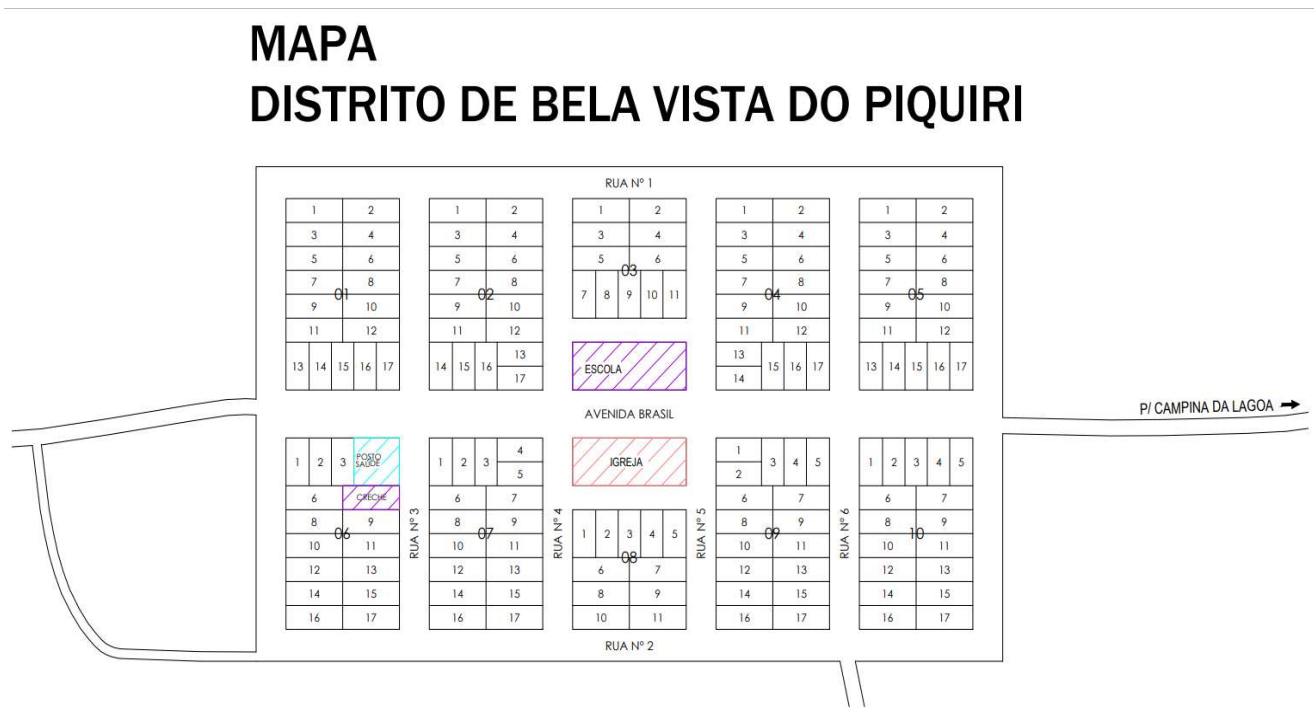 MAPA
DISTRITO DE BELA VISTA DO PIQUIRI
RUA Nº 1
1 2
3 4
5 6
7 8
01
9 10
11 12
13 14 15 16 17
1 2
3 4
5 6
7 8
02
9 10
11 12
14 15 16 13
17
1 2
3 4
5 6
03
7 8 9 10 11
ESCOLA
1 2
3 4
5 6
7 8
04
9 10
11 12
13
14 15 16 17
1 2
3 4
5 6
7 8
05
9 10
11 12
13 14 15 16 17
AVENIDA BRASIL
P/ CAMPINA DA LAGOA
1 2 3 POSTO
SAÚDE
6 CRECHE
8 9
06
10 11
12 13
14 15
16 17
RUA Nº 3
1 2 3 4
5
6 7
8 9
07
10 11
12 13
14 15
16 17
RUA Nº 4
IGREJA
1 2 3 4 5
08
6 7
8 9
10 11
RUA Nº 5
1
2 3 4 5
6 7
8 9
09
10 11
12 13
14 15
16 17
RUA Nº 6
1 2 3 4 5
6 7
8 9
10
10 11
12 13
14 15
16 17
RUA Nº 2